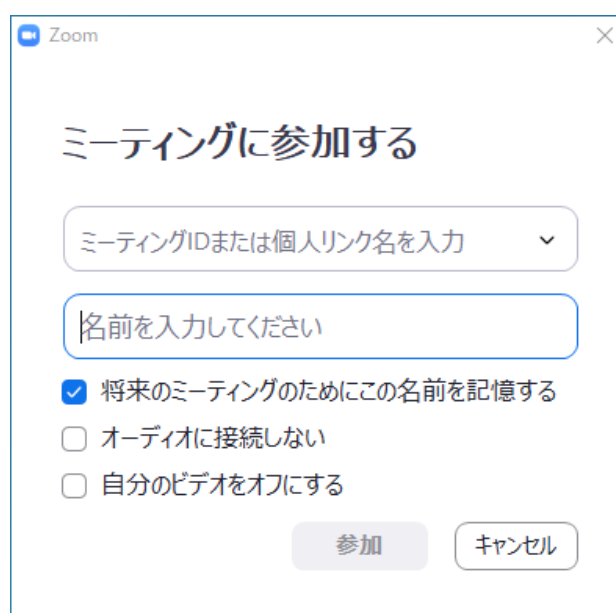 Zoom
ミーティングに参加する
ミーティングIDまたは個人リンク名を入力
名前を入力してください
将来のミーティングのためにこの名前を記憶する
オーディオに接続しない
自分のビデオをオフにする
参加 キャンセル